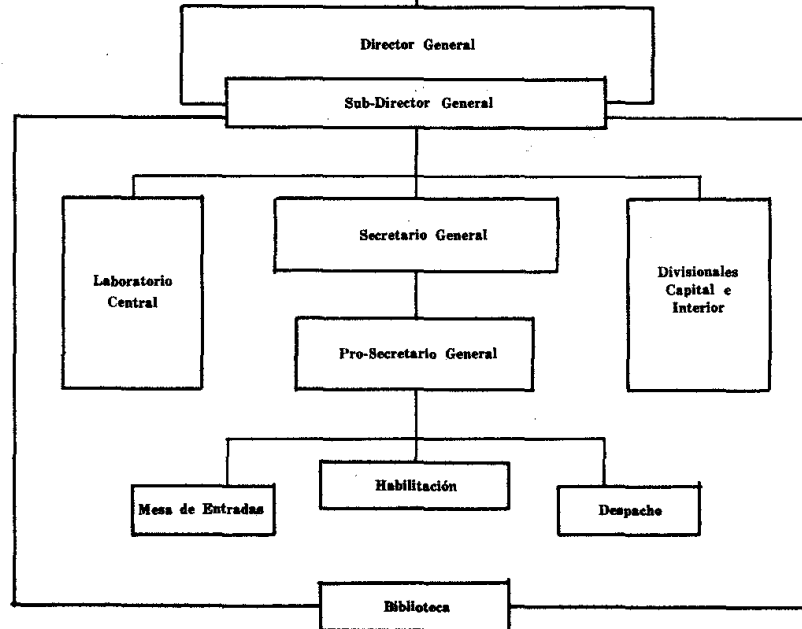 Director General
Sub-Director General
Secretario General
Laboratorio
Central
Divisionales
Capital e
Interior
Pro-Secretario General
Habilitación
Mesa de Entradas
Despacho
Biblioteca